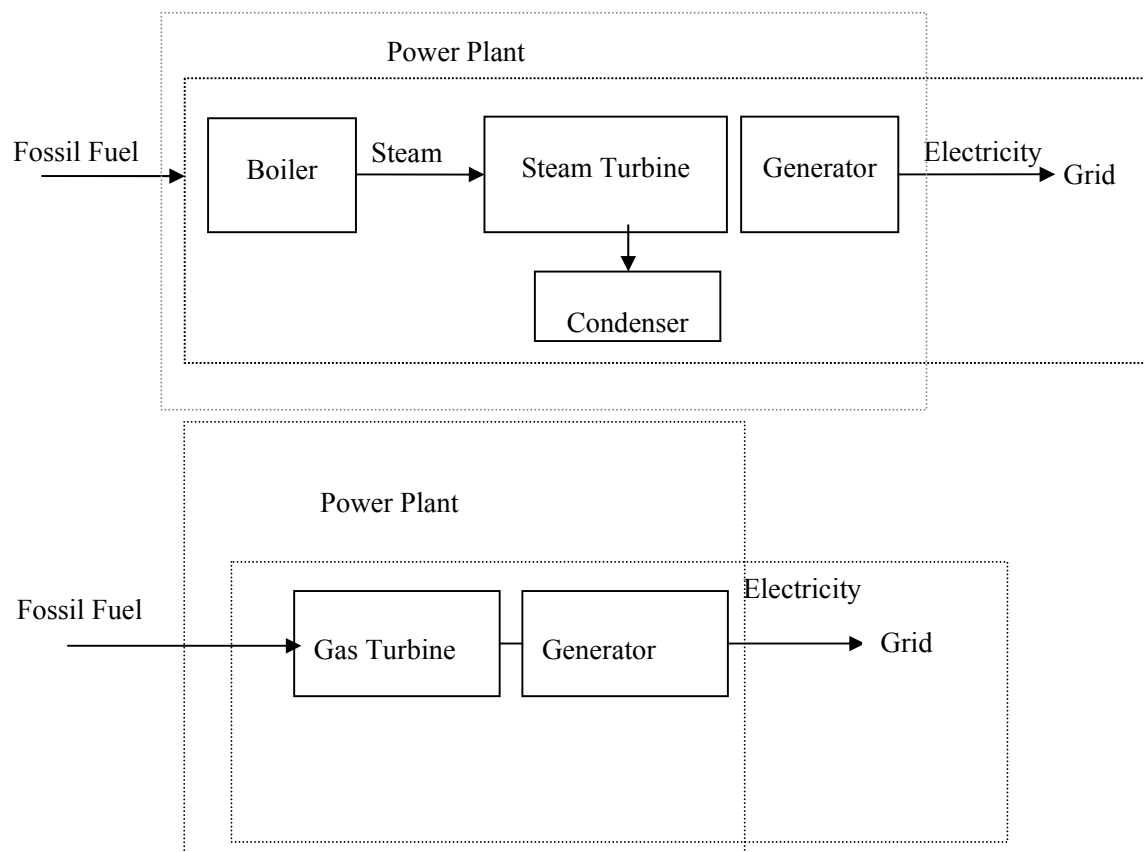 Power Plant
Fossil Fuel
Boiler
Steam
Steam Turbine
Generator
Electricity
Grid
Condenser
Power Plant
Fossil Fuel
Gas Turbine
Generator
Electricity
Grid